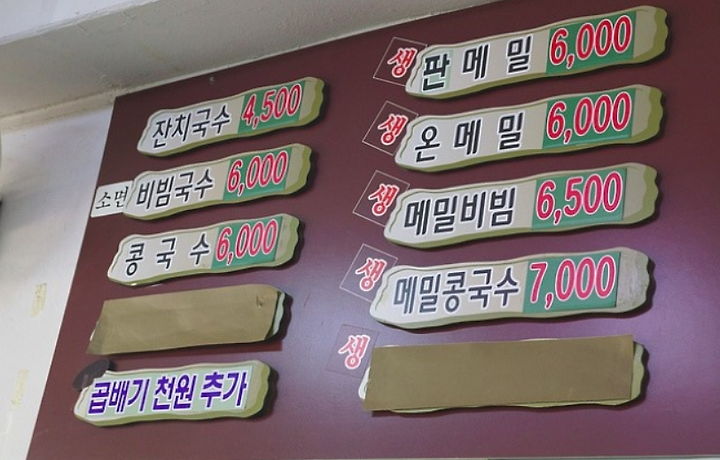 잔치국수 4,500
소면 비빔국수 6,000
콩국수 6,000
곱배기 천원 추가
생 판메밀 6,000
생 온메밀 6,000
생 메밀비빔 6,500
생 메밀콩국수 7,000
생